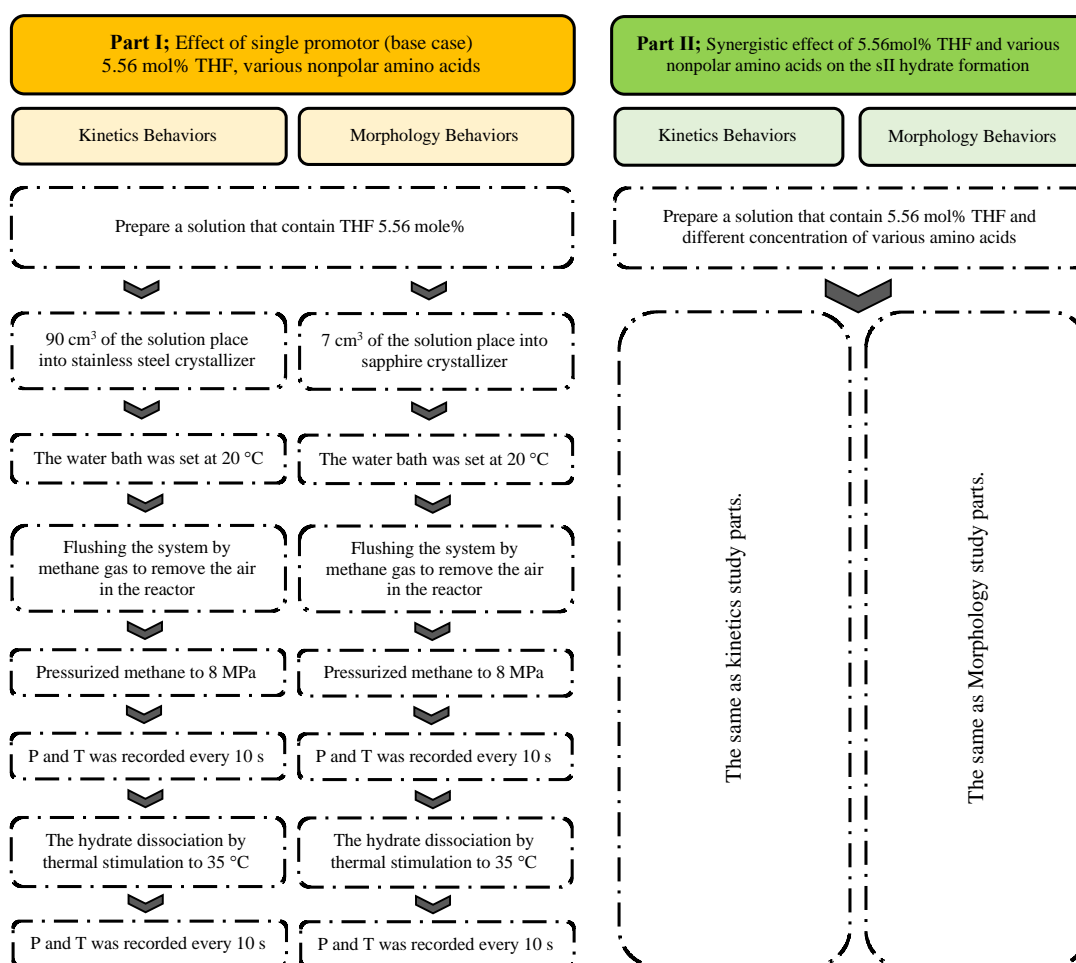 Part I; Effect of single promotor (base case)
5.56 mol% THF, various nonpolar amino acids
Kinetics Behaviors
Morphology Behaviors
Prepare a solution that contain THF 5.56 mole%
90 cm³ of the solution place
into stainless steel crystallizer
7 cm³ of the solution place into
sapphire crystallizer
The water bath was set at 20 °C
The water bath was set at 20 °C
Flushing the system by
methane gas to remove the air
in the reactor
Flushing the system by
methane gas to remove the air
in the reactor
Pressurized methane to 8 MPa
Pressurized methane to 8 MPa
P and T was recorded every 10 s
P and T was recorded every 10 s
The hydrate dissociation by
thermal stimulation to 35 °C
The hydrate dissociation by
thermal stimulation to 35 °C
P and T was recorded every 10 s
P and T was recorded every 10 s
Part II; Synergistic effect of 5.56mol% THF and various
nonpolar amino acids on the sII hydrate formation
Kinetics Behaviors
Morphology Behaviors
Prepare a solution that contain 5.56 mol% THF and
different concentration of various amino acids
The same as kinetics study parts.
The same as Morphology study parts.